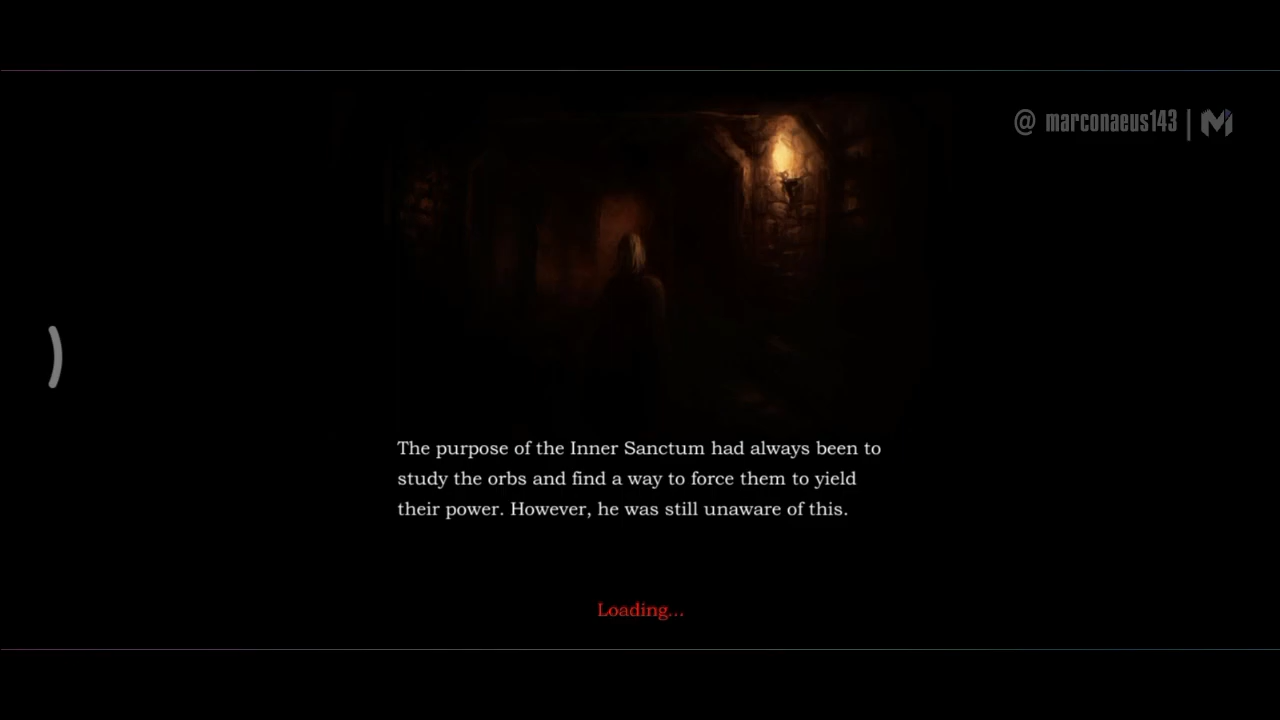 @ marconaeus143 |
The purpose of the Inner Sanctum had always been to
study the orbs and find a way to force them to yield
their power. However, he was still unaware of this.
Loading...